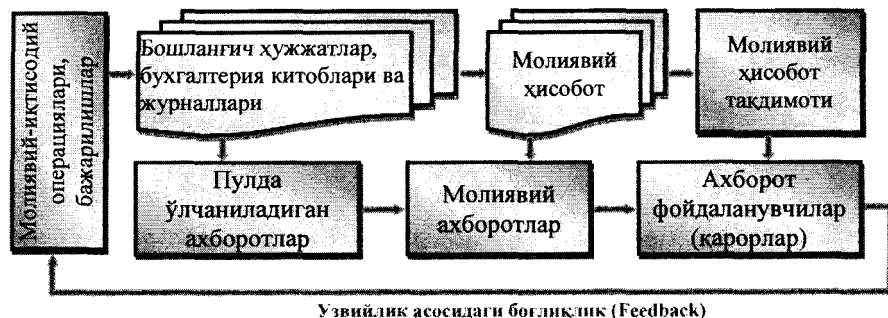 Молиявий-иқтисодий
операциялари,
бажарилишлар
Бошланғич ҳужжатлар,
бухгалтерия китоблари ва
журналлари
Молиявий
ҳисобот
Молиявий
ҳисобот
тақдимоти
Пулда
ўлчаниладиган
ахборотлар
Молиявий
ахборотлар
Ахборот
фойдаланувчилар
(қарорлар)
Узвийлик асосидаги боғлиқлик (Feedback)